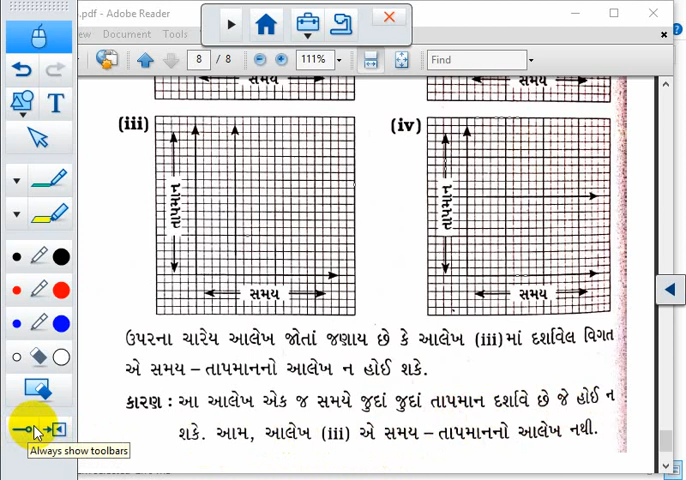 .pdf - Adobe Reader
ew Document Tools
8 / 8 111% Find
સમય સમય
(iii) (iv)
તાપમાન તાપમાન
સમય સમય
ઉપરના ચારેય આલેખ જોતાં જણાય છે કે આલેખ (iii)માં દર્શાવેલ વિગત
એ સમય – તાપમાનનો આલેખ ન હોઈ શકે.
કારણ : આ આલેખ એક જ સમયે જુદાં જુદાં તાપમાન દર્શાવે છે જે હોઈ ન
શકે. આમ, આલેખ (iii) એ સમય – તાપમાનનો આલેખ નથી.
Always show toolbars